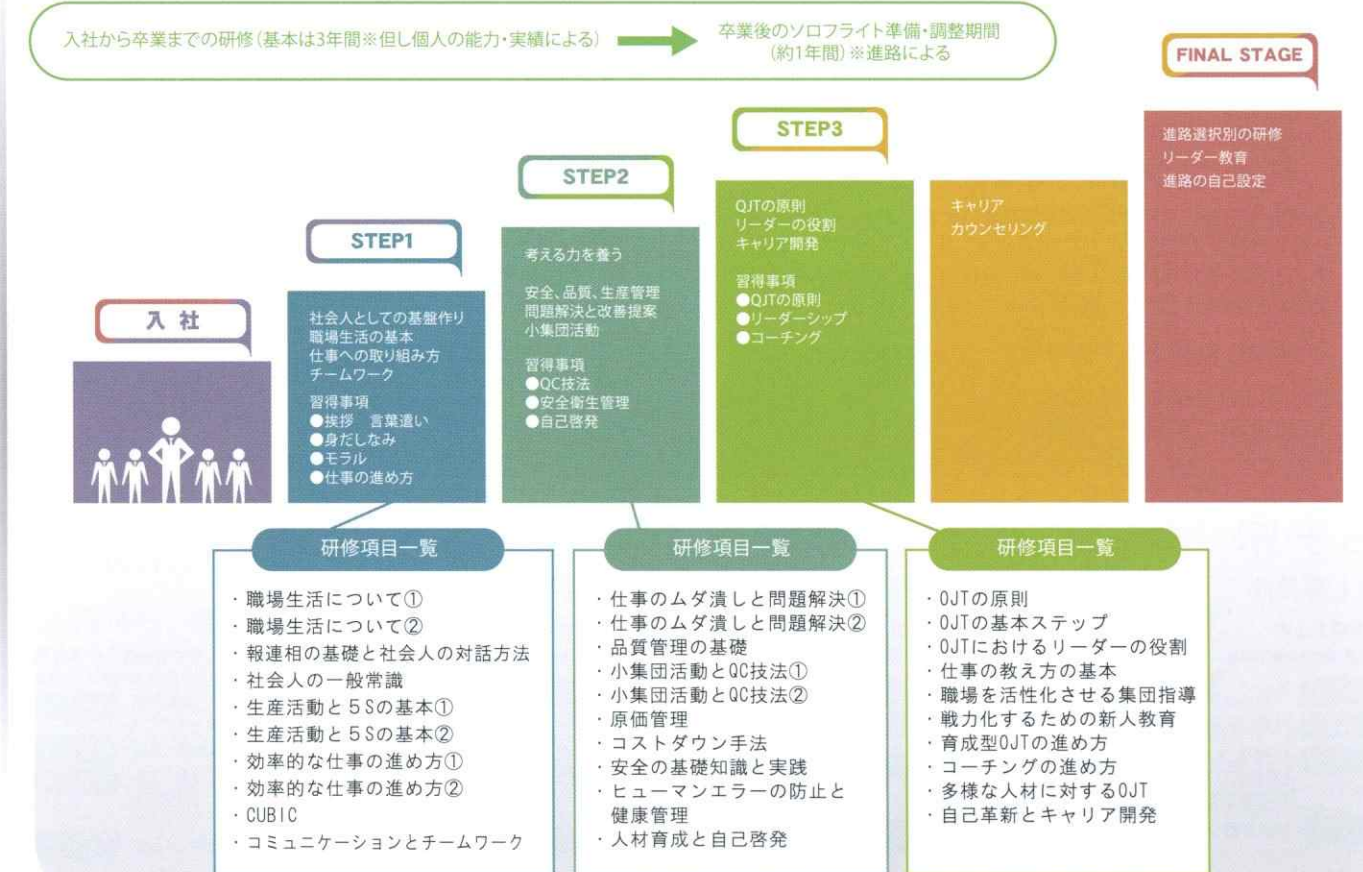 入社から卒業までの研修(基本は3年間※但し個人の能力・実績による)
卒業後のソロフライト準備・調整期間
(約1年間)※進路による
入 社
STEP1
社会人としての基盤作り
職場生活の基本
仕事への取り組み方
チームワーク
習得事項
●挨拶 言葉遣い
●身だしなみ
●モラル
●仕事の進め方
STEP2
考える力を養う
安全、品質、生産管理
問題解決と改善提案
小集団活動
習得事項
●QC技法
●安全衛生管理
●自己啓発
STEP3
QJTの原則
リーダーの役割
キャリア開発
習得事項
●QJTの原則
●リーダーシップ
●コーチング
キャリア
カウンセリング
FINAL STAGE
進路選択別の研修
リーダー教育
進路の自己設定
研修項目一覧
・職場生活について①
・職場生活について②
・報連相の基礎と社会人の対話方法
・社会人の一般常識
・生産活動と5Sの基本①
・生産活動と5Sの基本②
・効率的な仕事の進め方①
・効率的な仕事の進め方②
・CUBIC
・コミュニケーションとチームワーク
研修項目一覧
・仕事のムダ潰しと問題解決①
・仕事のムダ潰しと問題解決②
・品質管理の基礎
・小集団活動とQC技法①
・小集団活動とQC技法②
・原価管理
・コストダウン手法
・安全の基礎知識と実践
・ヒューマンエラーの防止と
健康管理
・人材育成と自己啓発
研修項目一覧
・OJTの原則
・OJTの基本ステップ
・OJTにおけるリーダーの役割
・仕事の教え方の基本
・職場を活性化させる集団指導
・戦力化するための新人教育
・育成型OJTの進め方
・コーチングの進め方
・多様な人材に対するOJT
・自己革新とキャリア開発